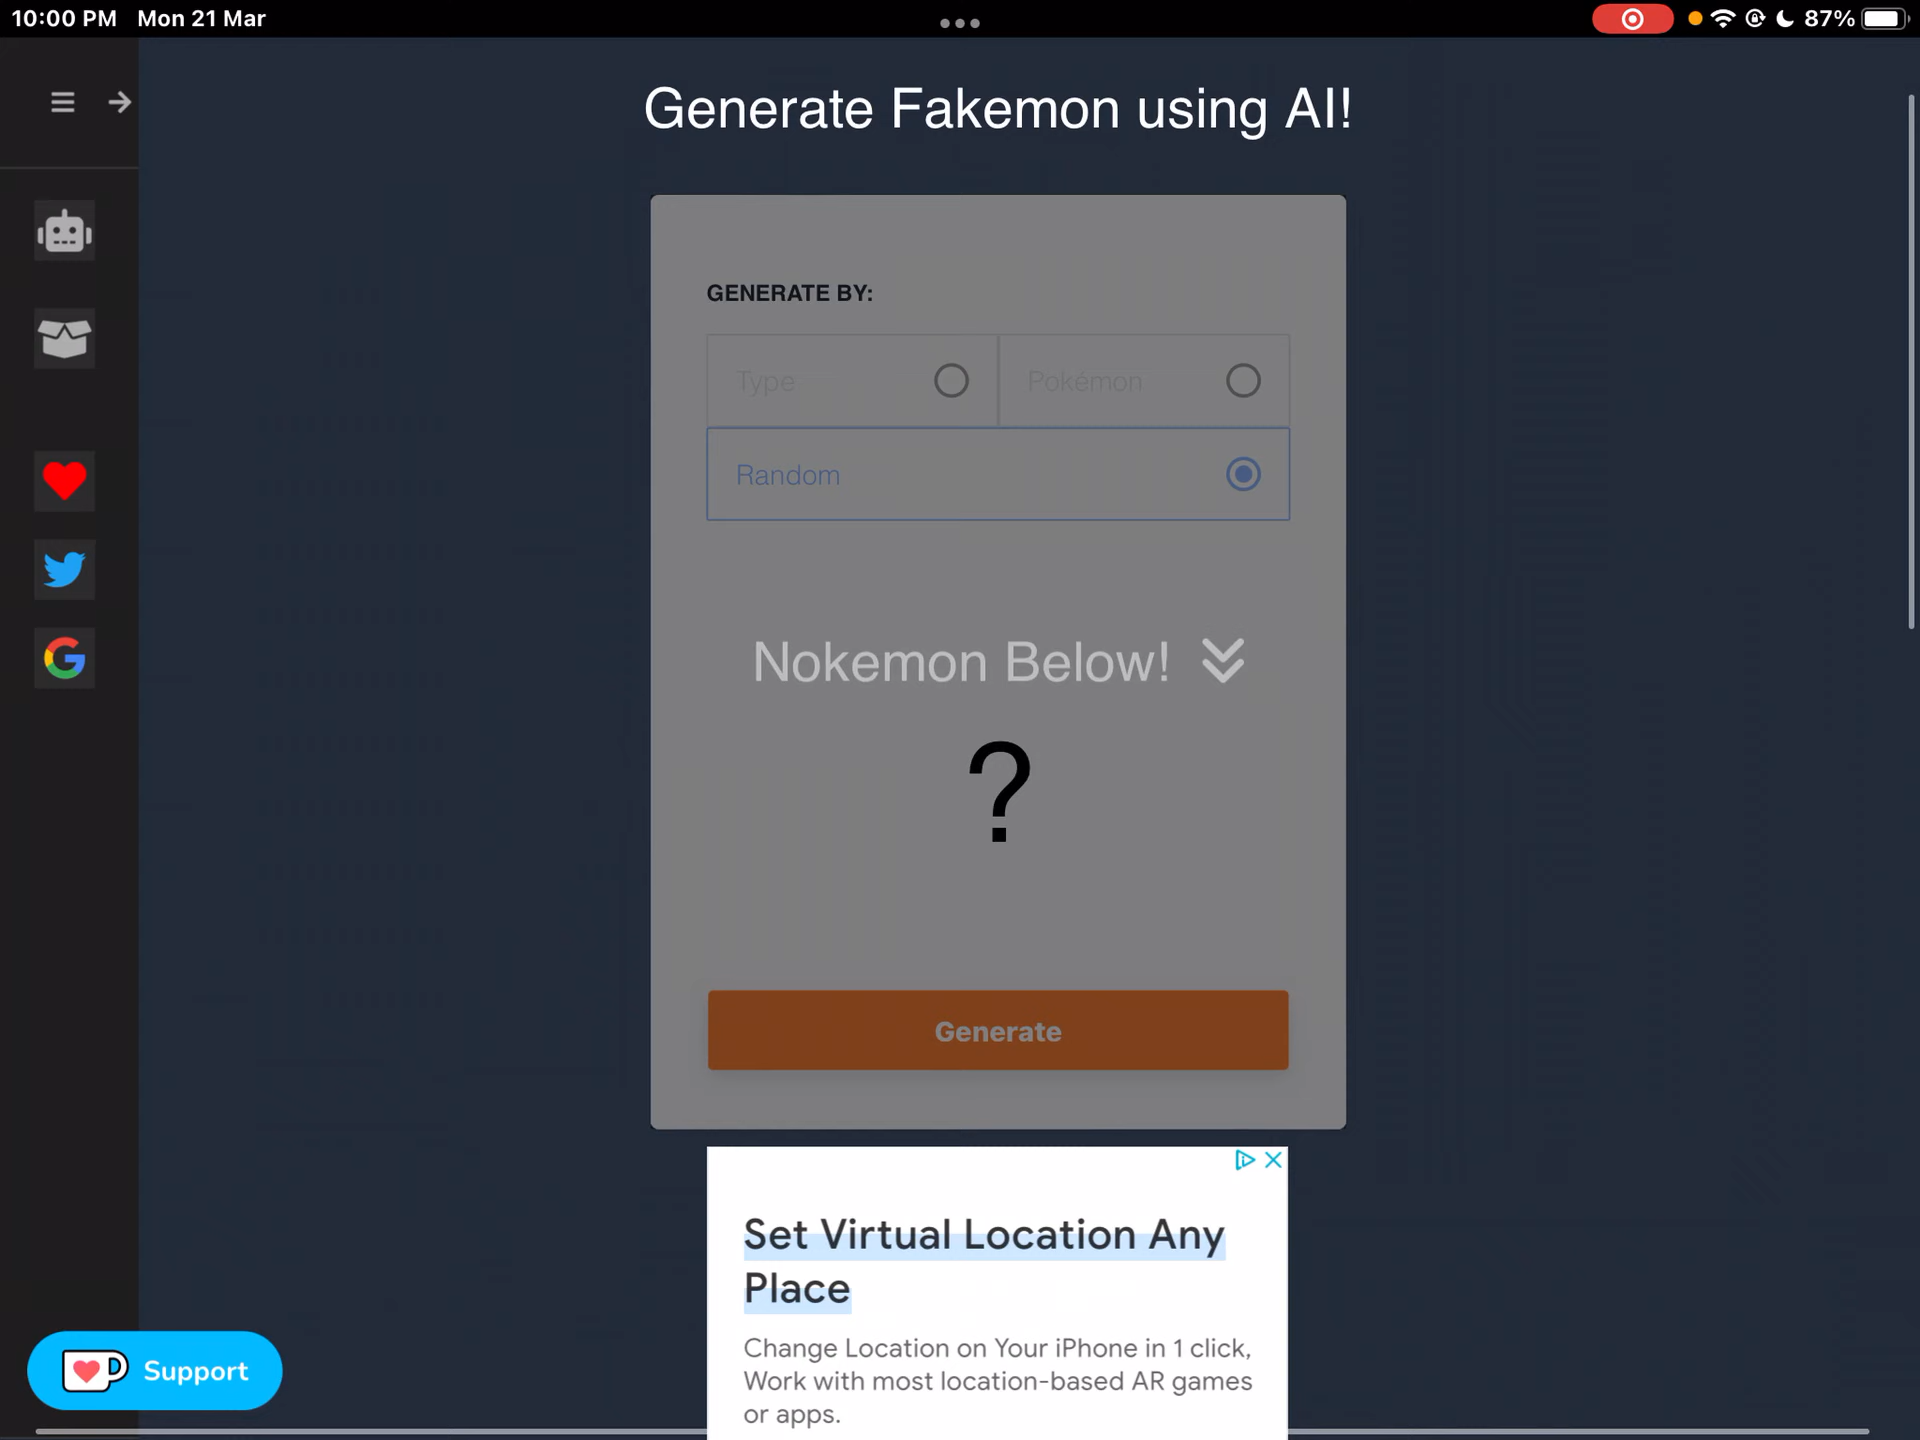 10:00 PM Mon 21 Mar
87%
Generate Fakemon using AI!
GENERATE BY:
Type
Pokémon
Random
Nokemon Below!
?
Generate
Set Virtual Location Any
Place
Change Location on Your iPhone in 1 click,
Work with most location-based AR games
or apps.
Support